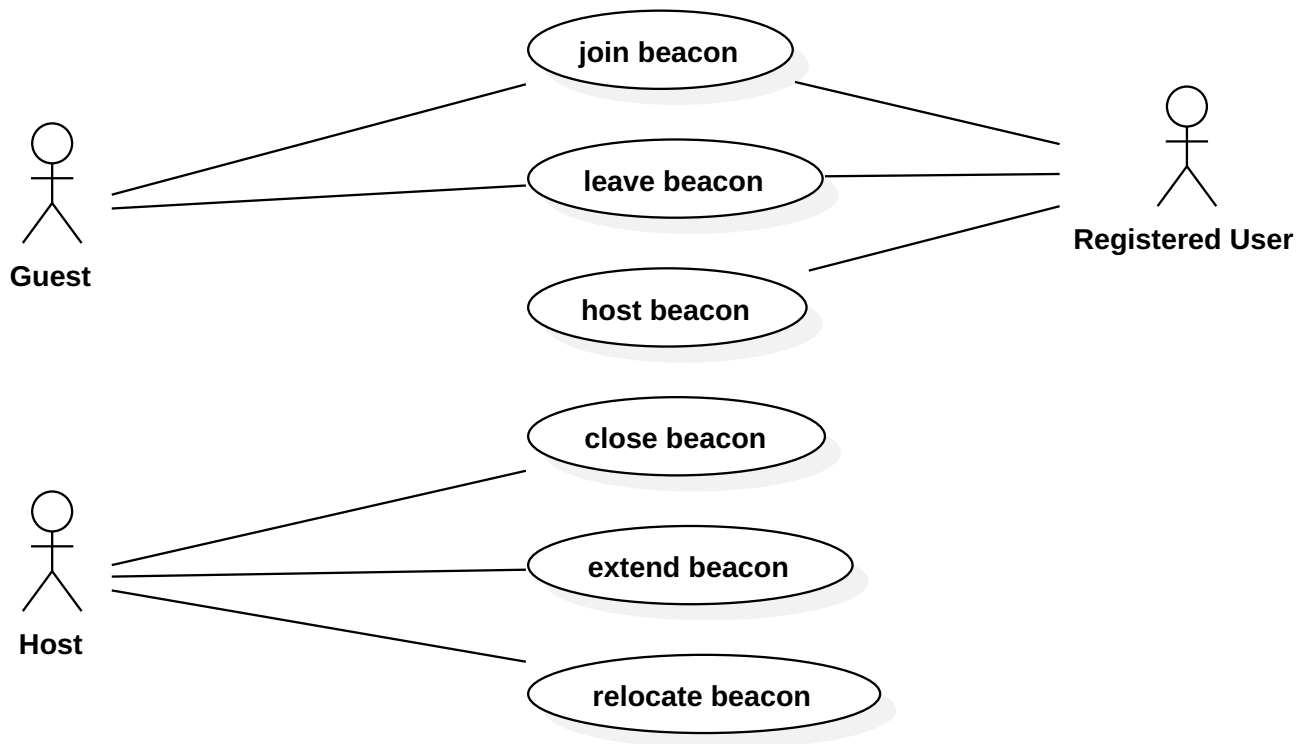 join beacon
leave beacon
Registered User
Guest
host beacon
close beacon
extend beacon
Host
relocate beacon